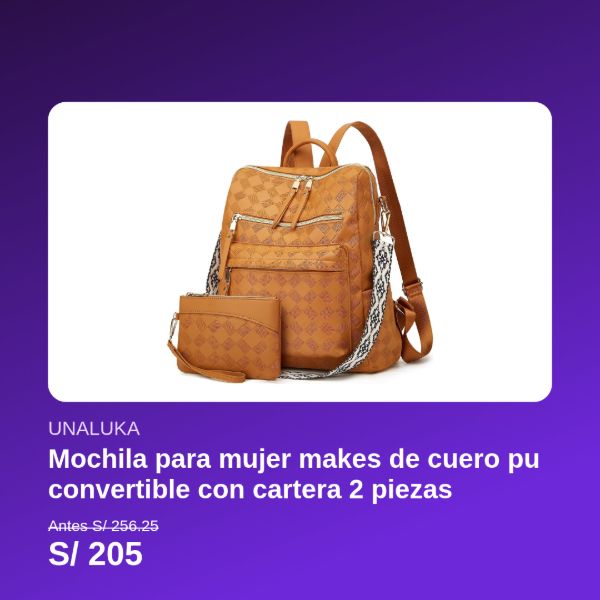 UNALUKA
Mochila para mujer makes de cuero pu
convertible con cartera 2 piezas
Antes S/ 256.25
S/ 205